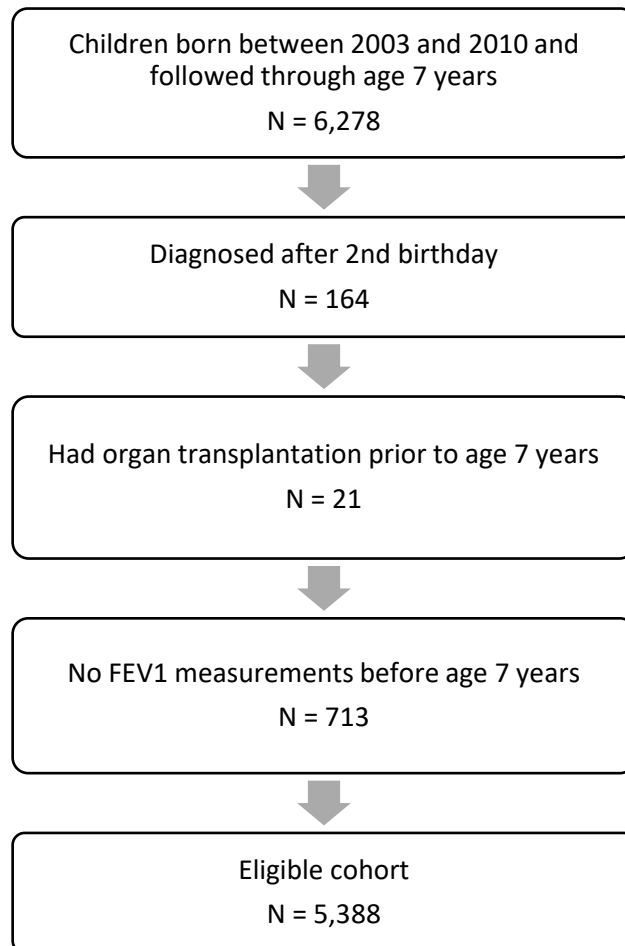 Children born between 2003 and 2010 and
followed through age 7 years
N = 6,278
Diagnosed after 2nd birthday
N = 164
Had organ transplantation prior to age 7 years
N = 21
No FEV1 measurements before age 7 years
N = 713
Eligible cohort
N = 5,388